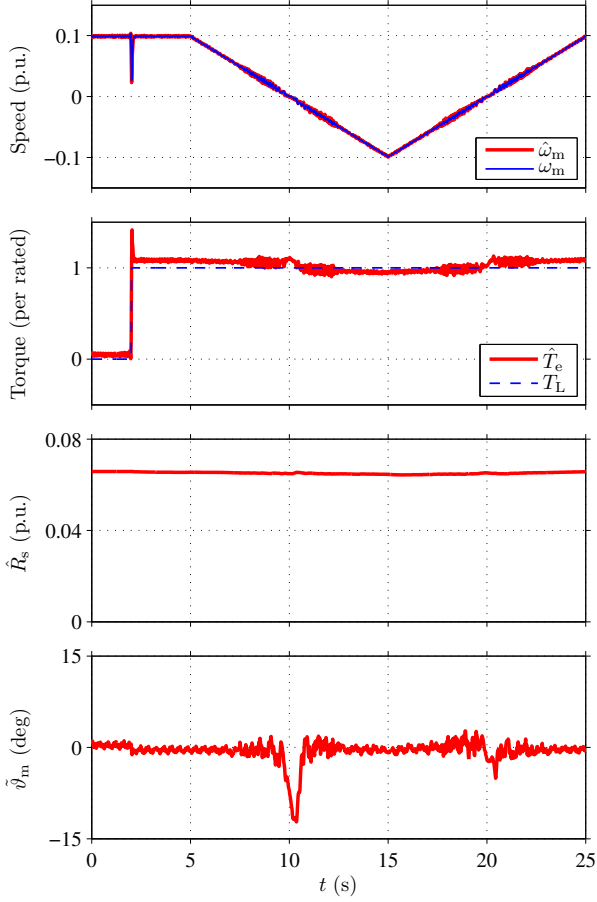 Speed (p.u.)
0.1
0
−0.1
ω̂m
ωm
Torque (per rated)
1
0
T̂e
TL
R̂s (p.u.)
0.08
0.04
0
ϑ̃m (deg)
15
0
−15
0 5 10 15 20 25
t (s)